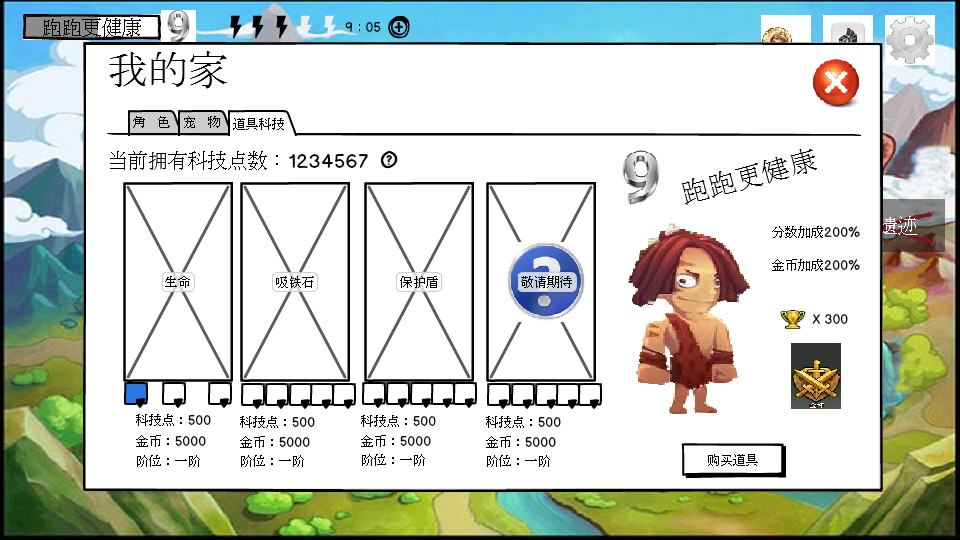 跑跑更健康
9
9:05
我的家
角 色
宠 物
道具科技
当前拥有科技点数：1234567 ?
9
跑跑更健康
遗迹
分数加成200%
金币加成200%
X 300
生命
吸铁石
保护盾
敬请期待
科技点：500
金币：5000
阶位：一阶
科技点：500
金币：5000
阶位：一阶
科技点：500
金币：5000
阶位：一阶
科技点：500
金币：5000
阶位：一阶
购买道具